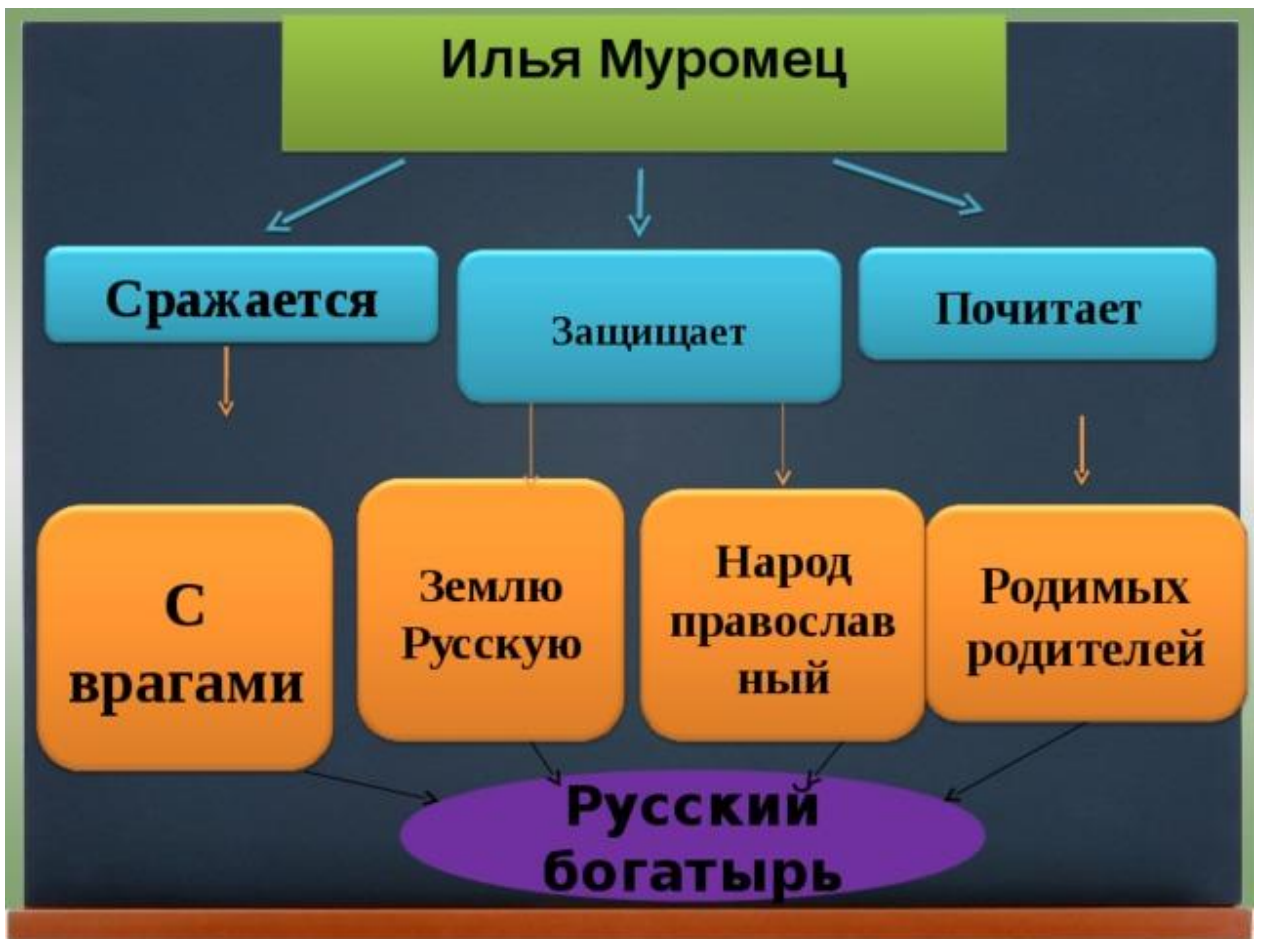 Илья Муромец
Сражается
Защищает
Почитает
С
врагами
Землю
Русскую
Народ
православ
ный
Родимых
родителей
Русский
богатырь